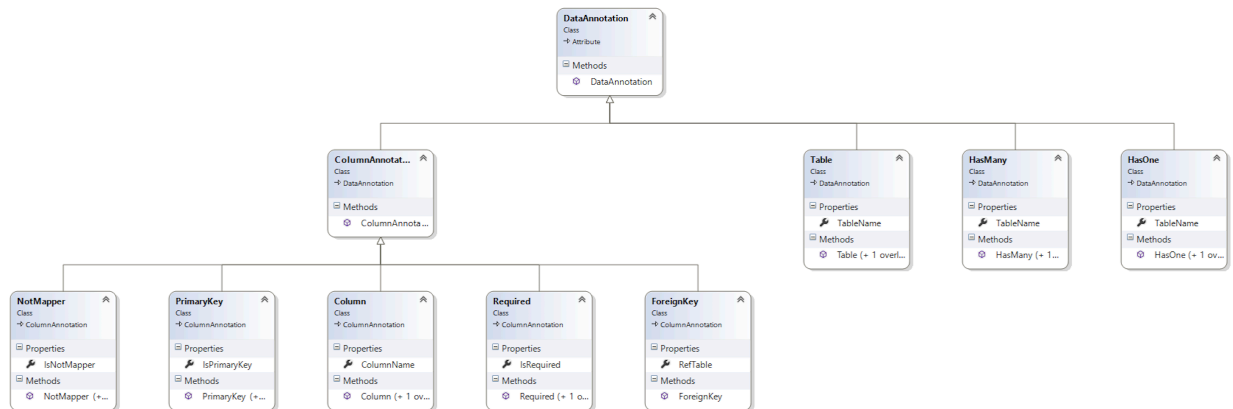 DataAnnotation
Class
Attribute
Methods
DataAnnotation
ColumnAnnotat...
Class
DataAnnotation
Methods
ColumnAnnota...
Table
Class
DataAnnotation
Properties
TableName
Methods
Table (+ 1 overl...
HasMany
Class
DataAnnotation
Properties
TableName
Methods
HasMany (+ 1...
HasOne
Class
DataAnnotation
Properties
TableName
Methods
HasOne (+ 1 ov...
NotMapper
Class
ColumnAnnotation
Properties
IsNotMapper
Methods
NotMapper (+...
PrimaryKey
Class
ColumnAnnotation
Properties
IsPrimaryKey
Methods
PrimaryKey (+...
Column
Class
ColumnAnnotation
Properties
ColumnName
Methods
Column (+ 1 ov...
Required
Class
ColumnAnnotation
Properties
IsRequired
Methods
Required (+ 1 o...
ForeignKey
Class
ColumnAnnotation
Properties
RefTable
Methods
ForeignKey